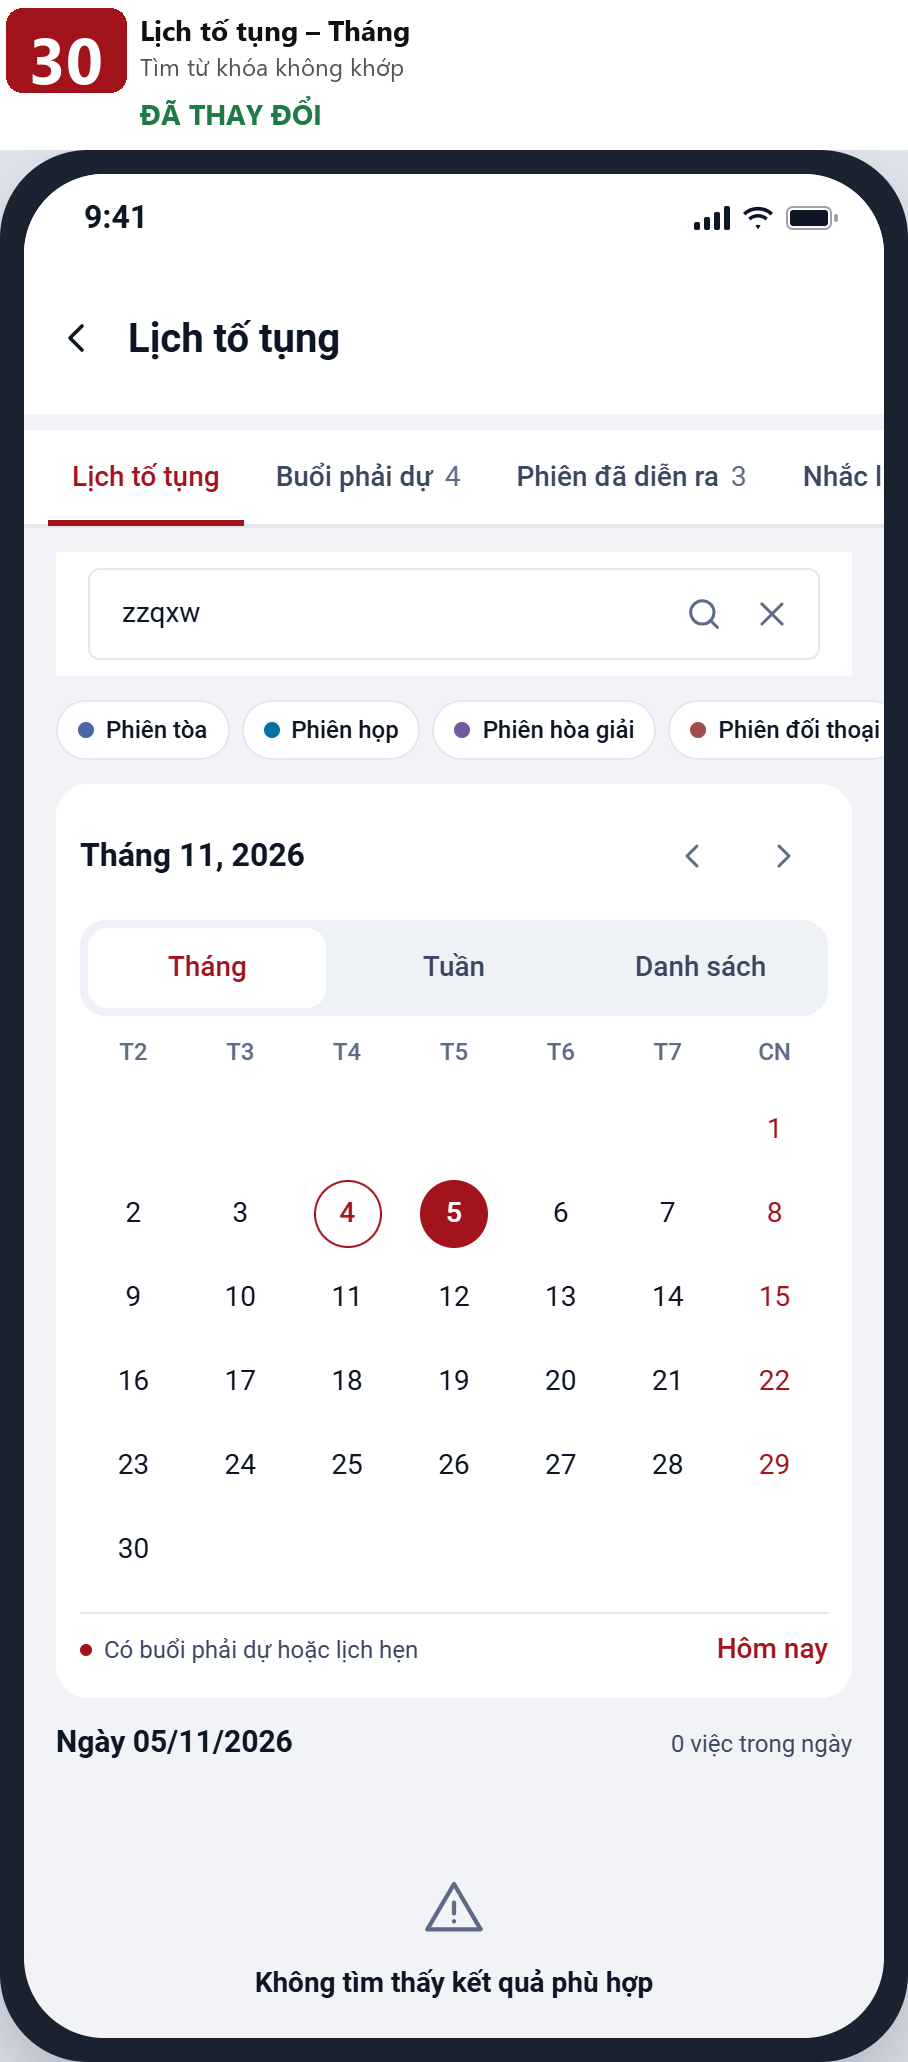 30
Lịch tố tụng – Tháng
Tìm từ khóa không khớp
ĐÃ THAY ĐỔI
9:41
Lịch tố tụng
Lịch tố tụng Buổi phải dự 4 Phiên đã diễn ra 3 Nhắc l
zzqxw
Phiên tòa Phiên họp Phiên hòa giải Phiên đối thoại
Tháng 11, 2026
Tháng Tuần Danh sách
T2 T3 T4 T5 T6 T7 CN
1
2 3 4 5 6 7 8
9 10 11 12 13 14 15
16 17 18 19 20 21 22
23 24 25 26 27 28 29
30
Có buổi phải dự hoặc lịch hẹn Hôm nay
Ngày 05/11/2026 0 việc trong ngày
Không tìm thấy kết quả phù hợp